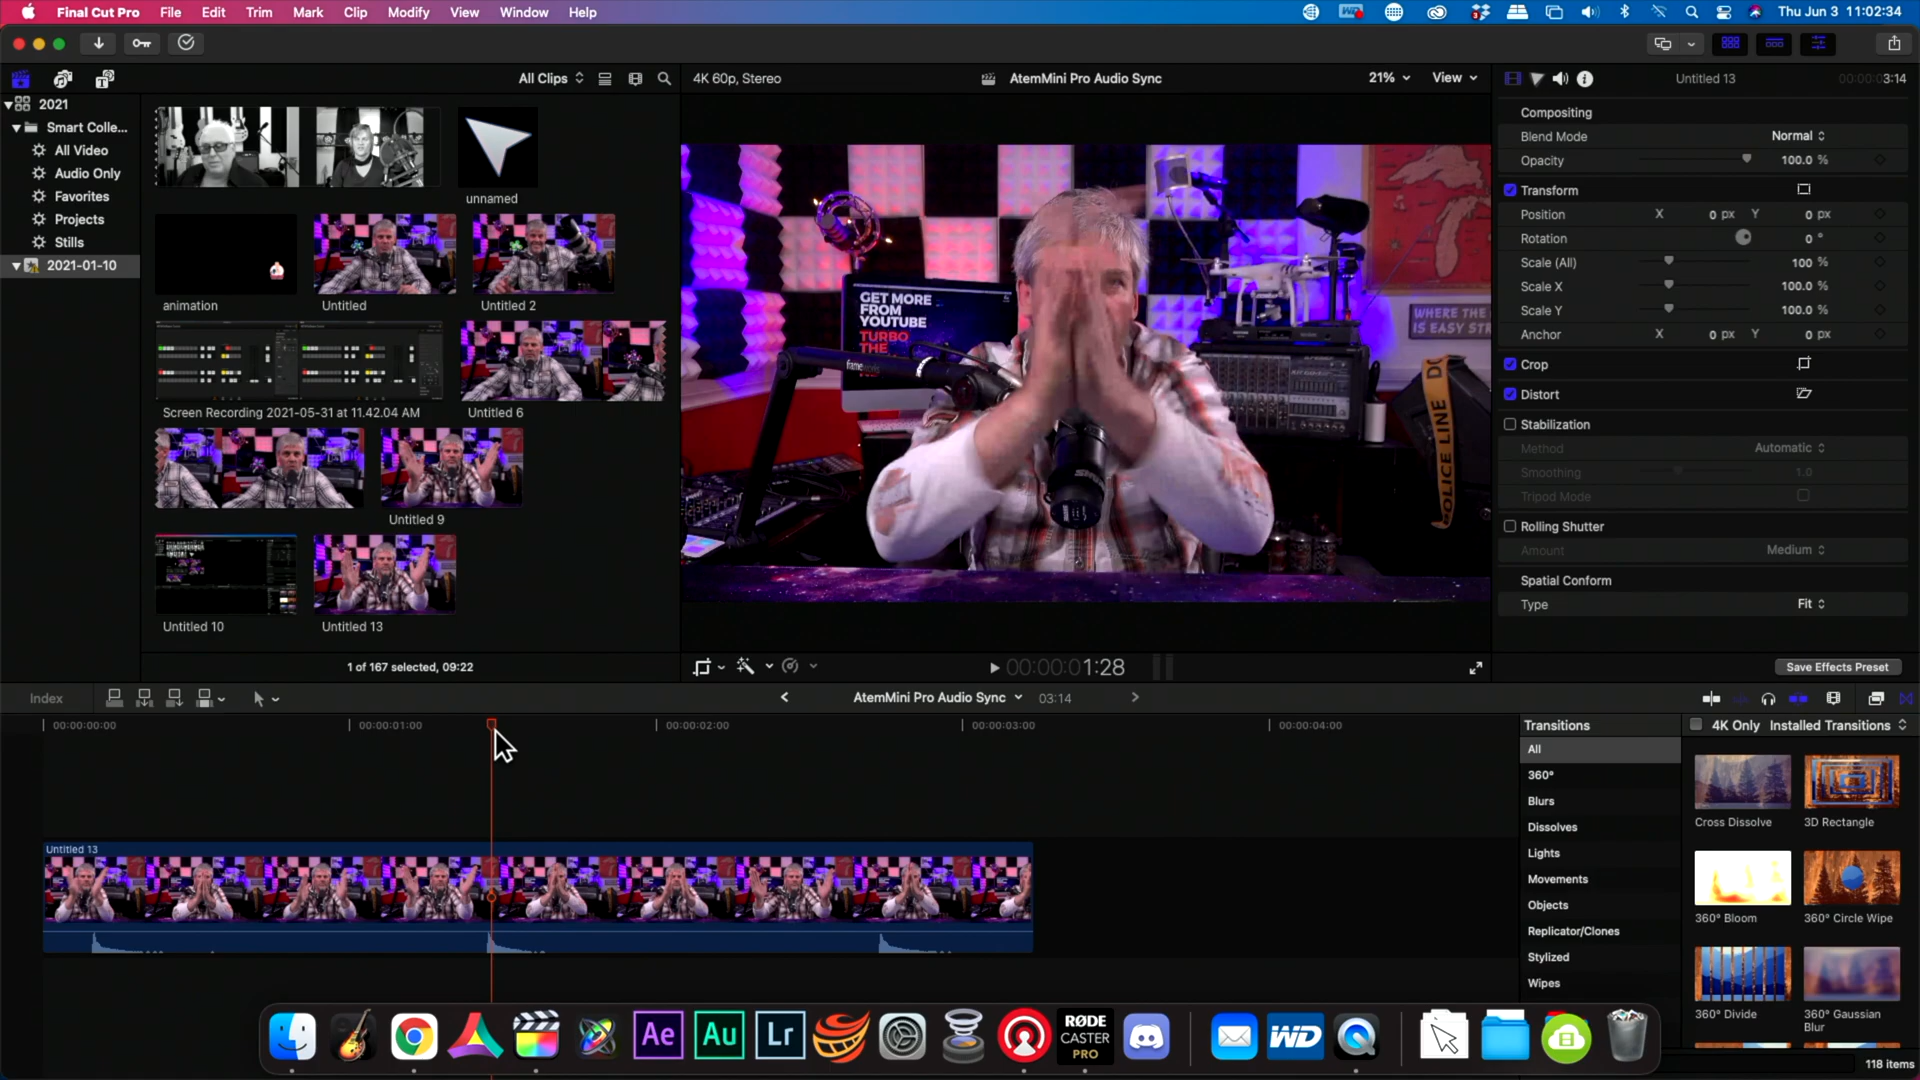 Final Cut Pro File Edit Trim Mark Clip Modify View Window Help
Thu Jun 3 11:02:34
All Clips
4K 60p, Stereo
AtemMini Pro Audio Sync
21%
View
Untitled 13
3:14
2021
Smart Colle...
All Video
Audio Only
Favorites
Projects
Stills
2021-01-10
unnamed
animation
Untitled
Untitled 2
Screen Recording 2021-05-31 at 11.42.04 AM
Untitled 6
Untitled 9
Untitled 10
Untitled 13
1 of 167 selected, 09:22
GET MORE
FROM
YOUTUBE
TURBO
THE
frameworks
WHERE THE
IS EASY STR
POLICE LINE DO
00:00:01:28
Compositing
Blend Mode Normal
Opacity 100.0 %
Transform
Position X 0 px Y 0 px
Rotation 0 °
Scale (All) 100 %
Scale X 100.0 %
Scale Y 100.0 %
Anchor X 0 px Y 0 px
Crop
Distort
Stabilization
Method Automatic
Smoothing 1.0
Tripod Mode
Rolling Shutter
Amount Medium
Spatial Conform
Type Fit
Save Effects Preset
Index
AtemMini Pro Audio Sync 03:14
00:00:00:00 00:00:01:00 00:00:02:00 00:00:03:00 00:00:04:00
Untitled 13
Transitions
4K Only Installed Transitions
All
360°
Blurs
Dissolves
Lights
Movements
Objects
Replicator/Clones
Stylized
Wipes
Cross Dissolve
3D Rectangle
360° Bloom
360° Circle Wipe
360° Divide
360° Gaussian
Blur
Ae
Au
Lr
RØDE
CASTER
PRO
WD
118 items